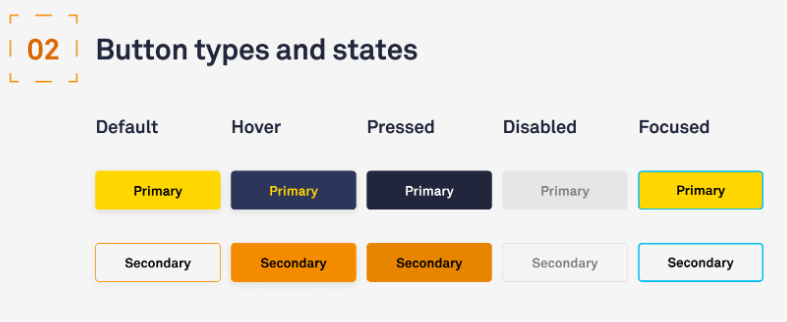 02
Button types and states
Default Hover Pressed Disabled Focused
Primary Primary Primary Primary Primary
Secondary Secondary Secondary Secondary Secondary